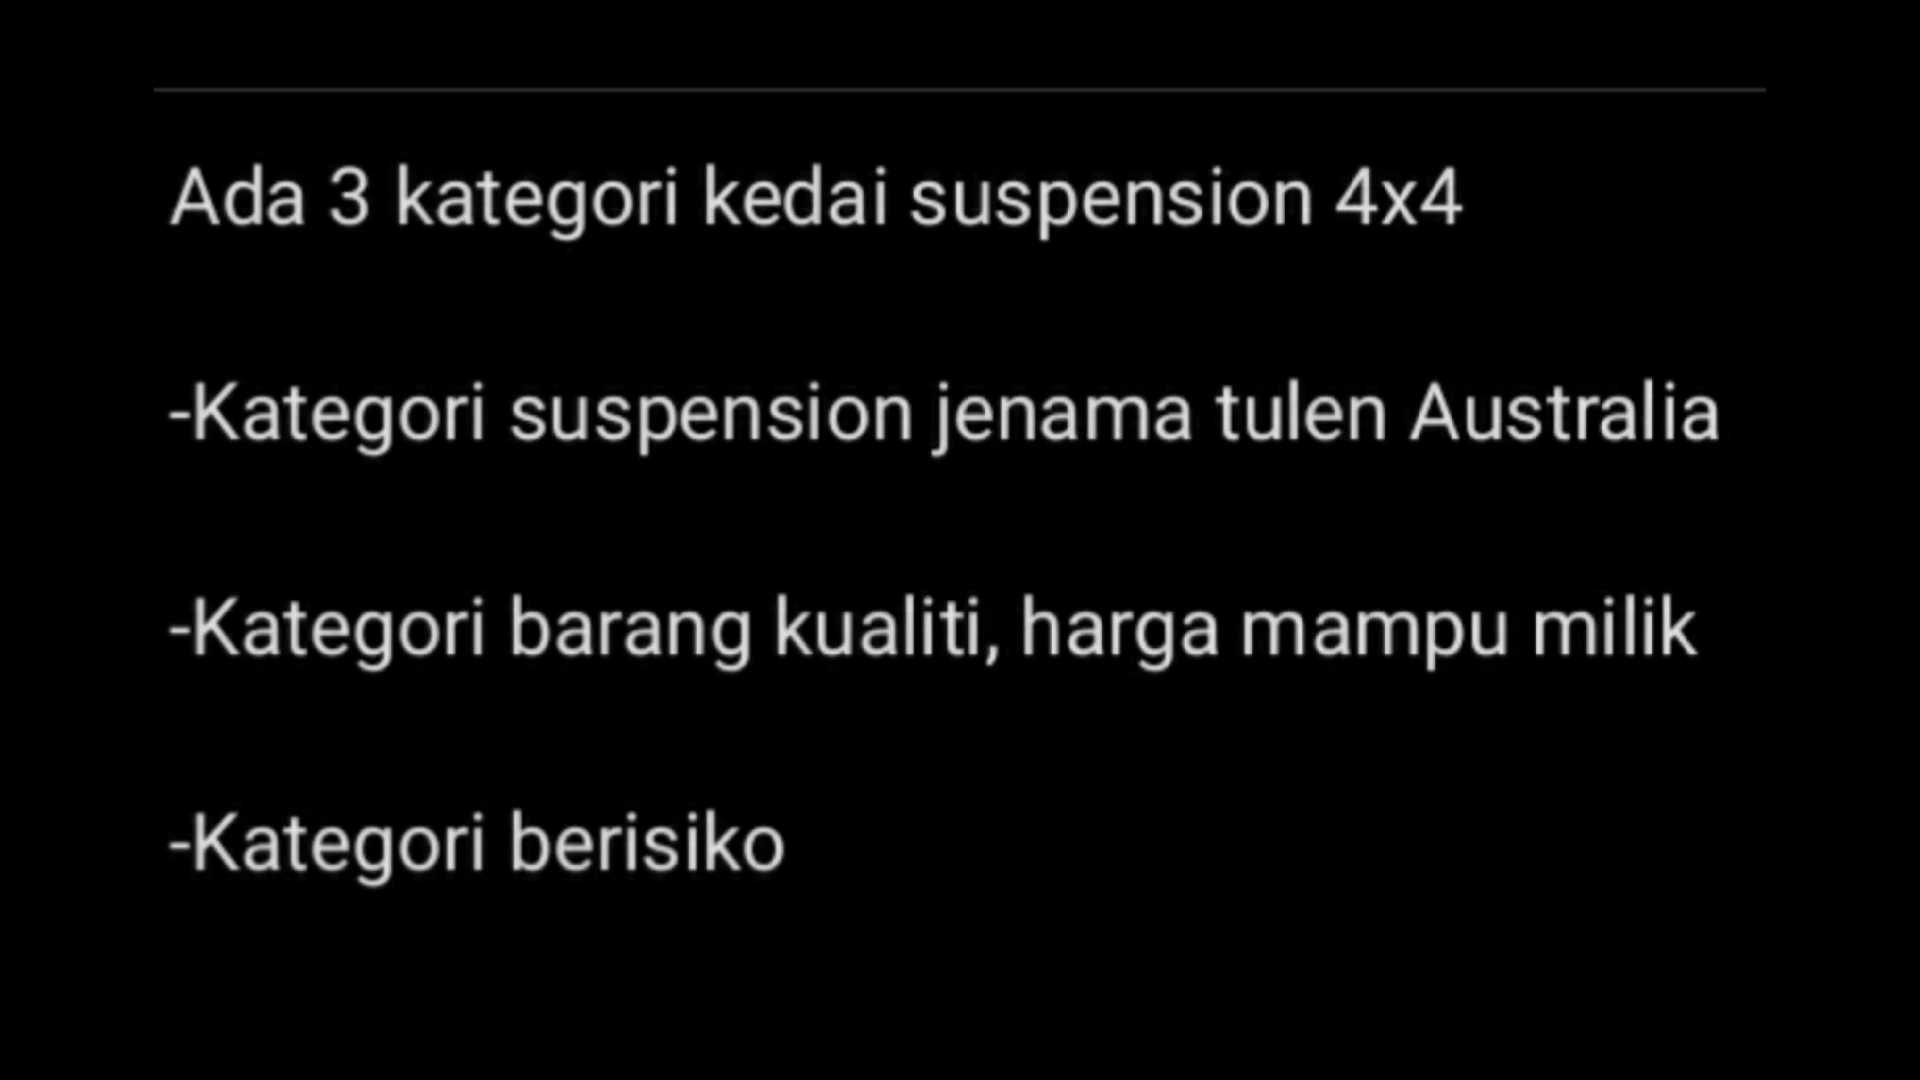 Ada 3 kategori kedai suspension 4x4
-Kategori suspension jenama tulen Australia
-Kategori barang kualiti, harga mampu milik
-Kategori berisiko